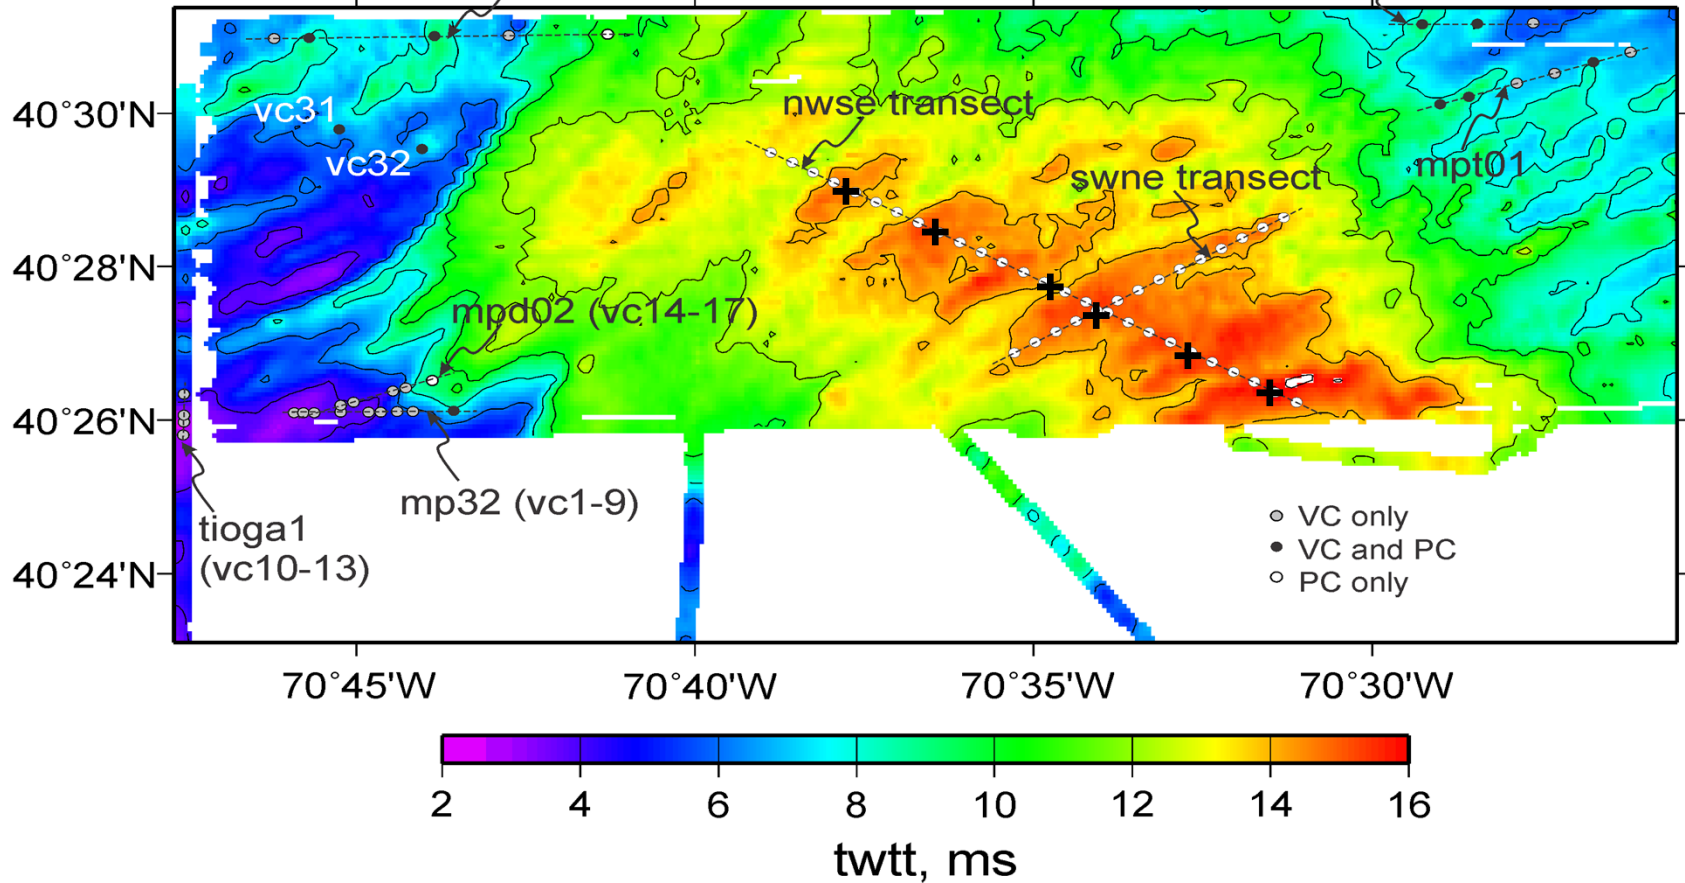 40°30'N
40°28'N
40°26'N
40°24'N
vc31
vc32
nwse transect
swne transect
mpt01
mpd02 (vc14-17)
mp32 (vc1-9)
tioga1
(vc10-13)
VC only
VC and PC
PC only
70°45'W
70°40'W
70°35'W
70°30'W
2
4
6
8
10
12
14
16
twtt, ms